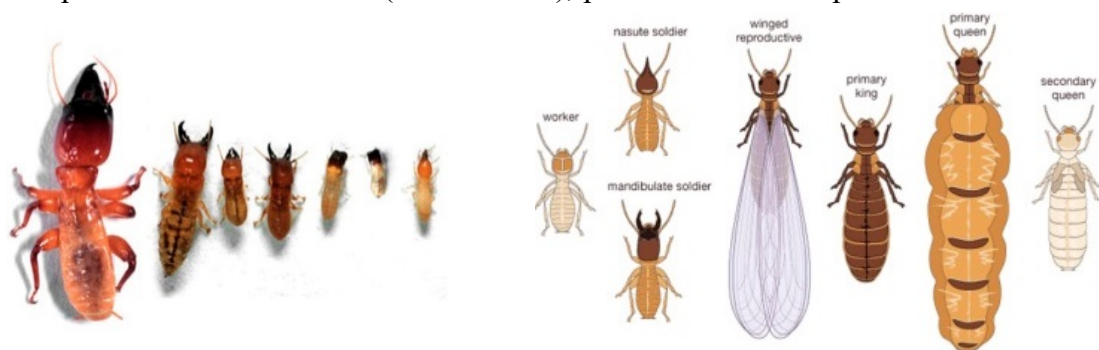 nasute soldier
winged
reproductive
primary
queen
primary
king
secondary
queen
worker
mandibulate soldier